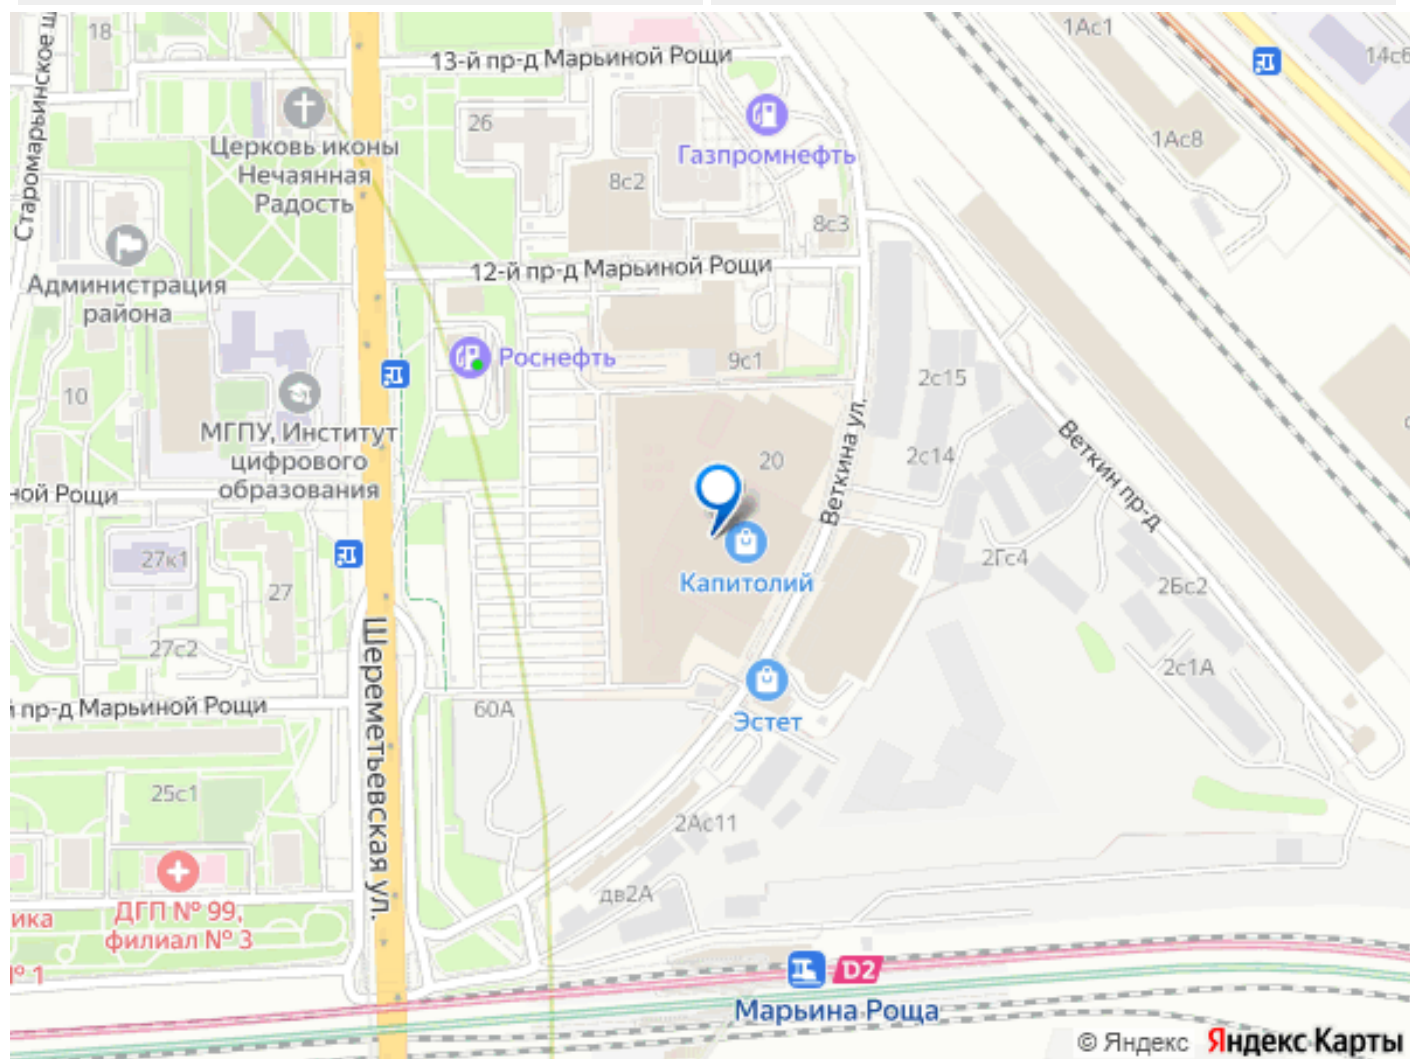 18
13-й пр-д Марьиной Рощи
1Ас1
14с6
Старомарьинское ш
26
Церковь иконы
Нечаянная
Радость
Газпромнефть
1Ас8
8с2
8с3
12-й пр-д Марьиной Рощи
Администрация
района
Роснефть
9с1
2с15
10
МГПУ, Институт
цифрового
образования
20
2с14
Веткина ул.
Веткин пр-д
ной Рощи
27к1
27
Капитолий
2Гс4
2Бс2
27с2
2с1А
й пр-д Марьиной Рощи
60А
Эстет
Шереметьевская ул.
25с1
2Ас11
дв2А
ика
ДГП № 99,
филиал № 3
№ 1
D2
Марьина Роща
© Яндекс Яндекс Карты